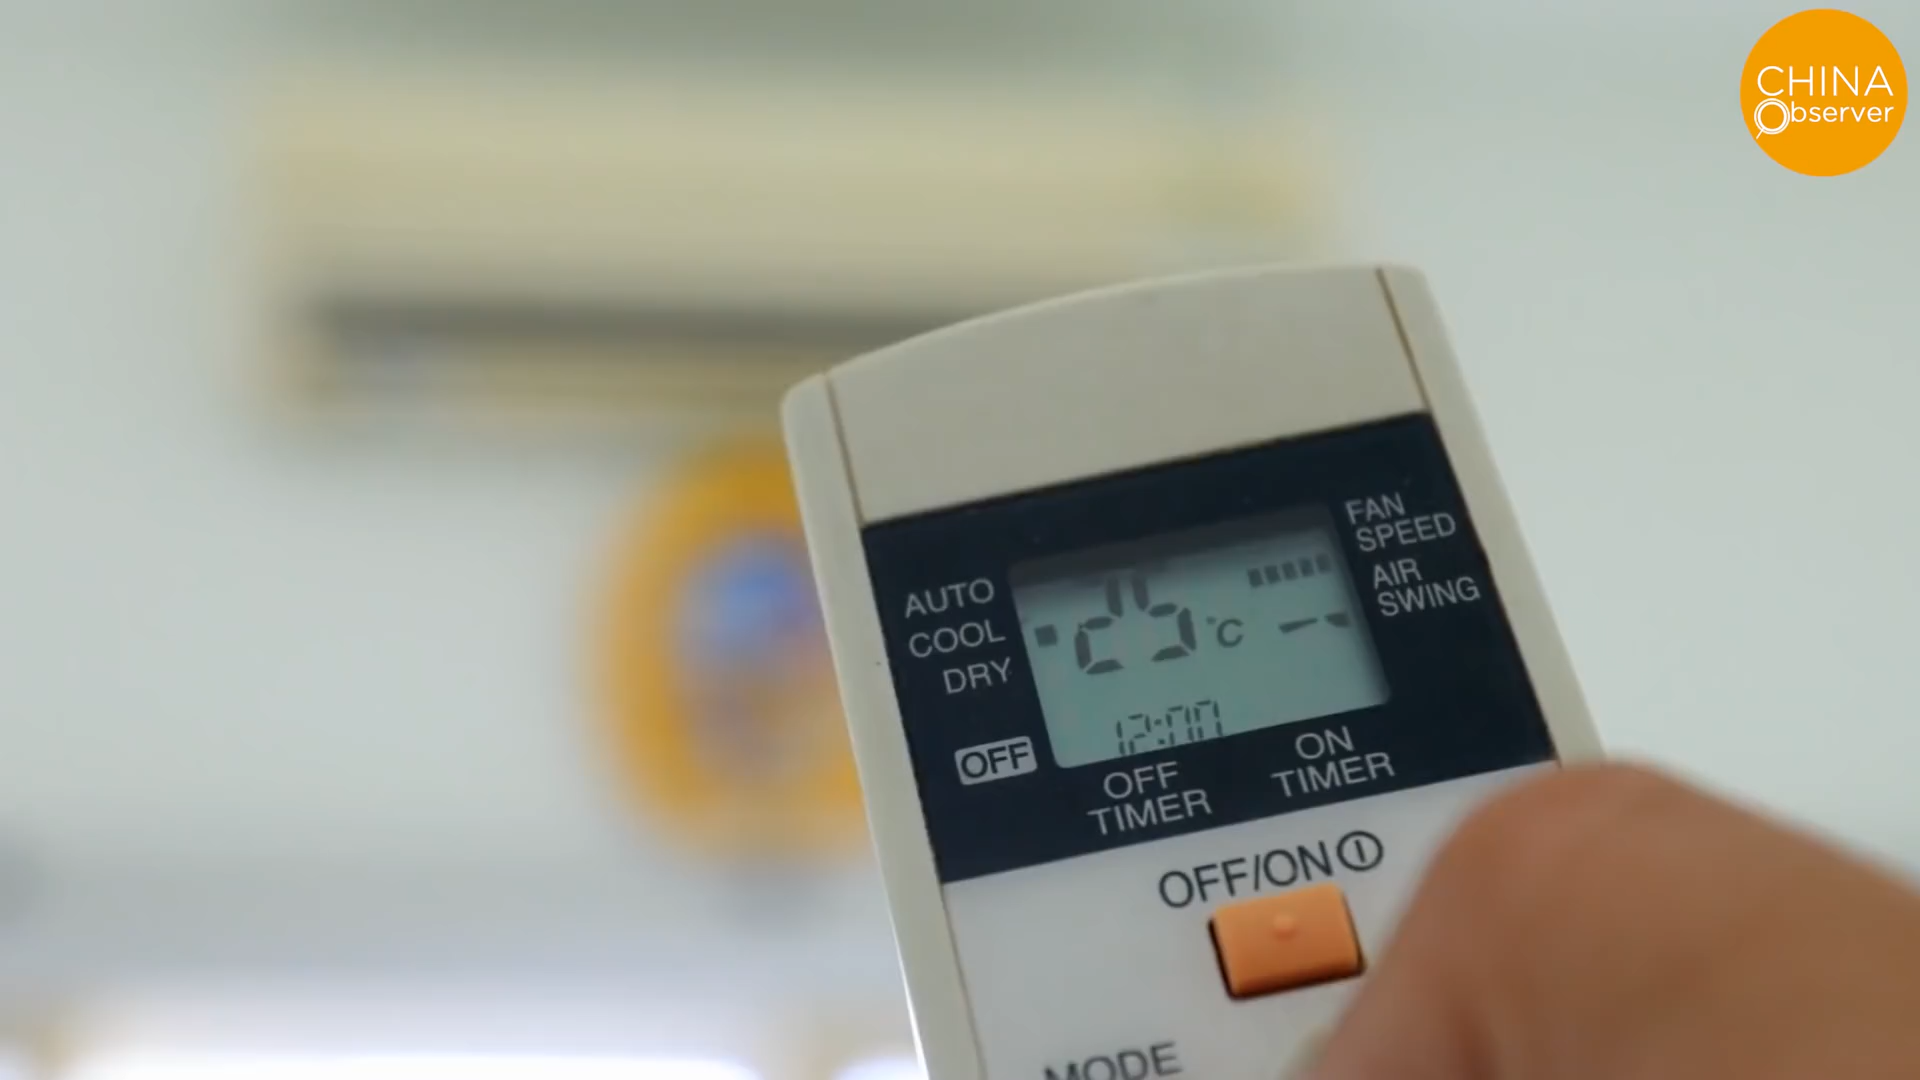 CHINA
Observer
FAN
SPEED
AIR
SWING
AUTO
COOL
DRY
25°C
12:00
OFF
OFF
TIMER
ON
TIMER
OFF/ON
MODE